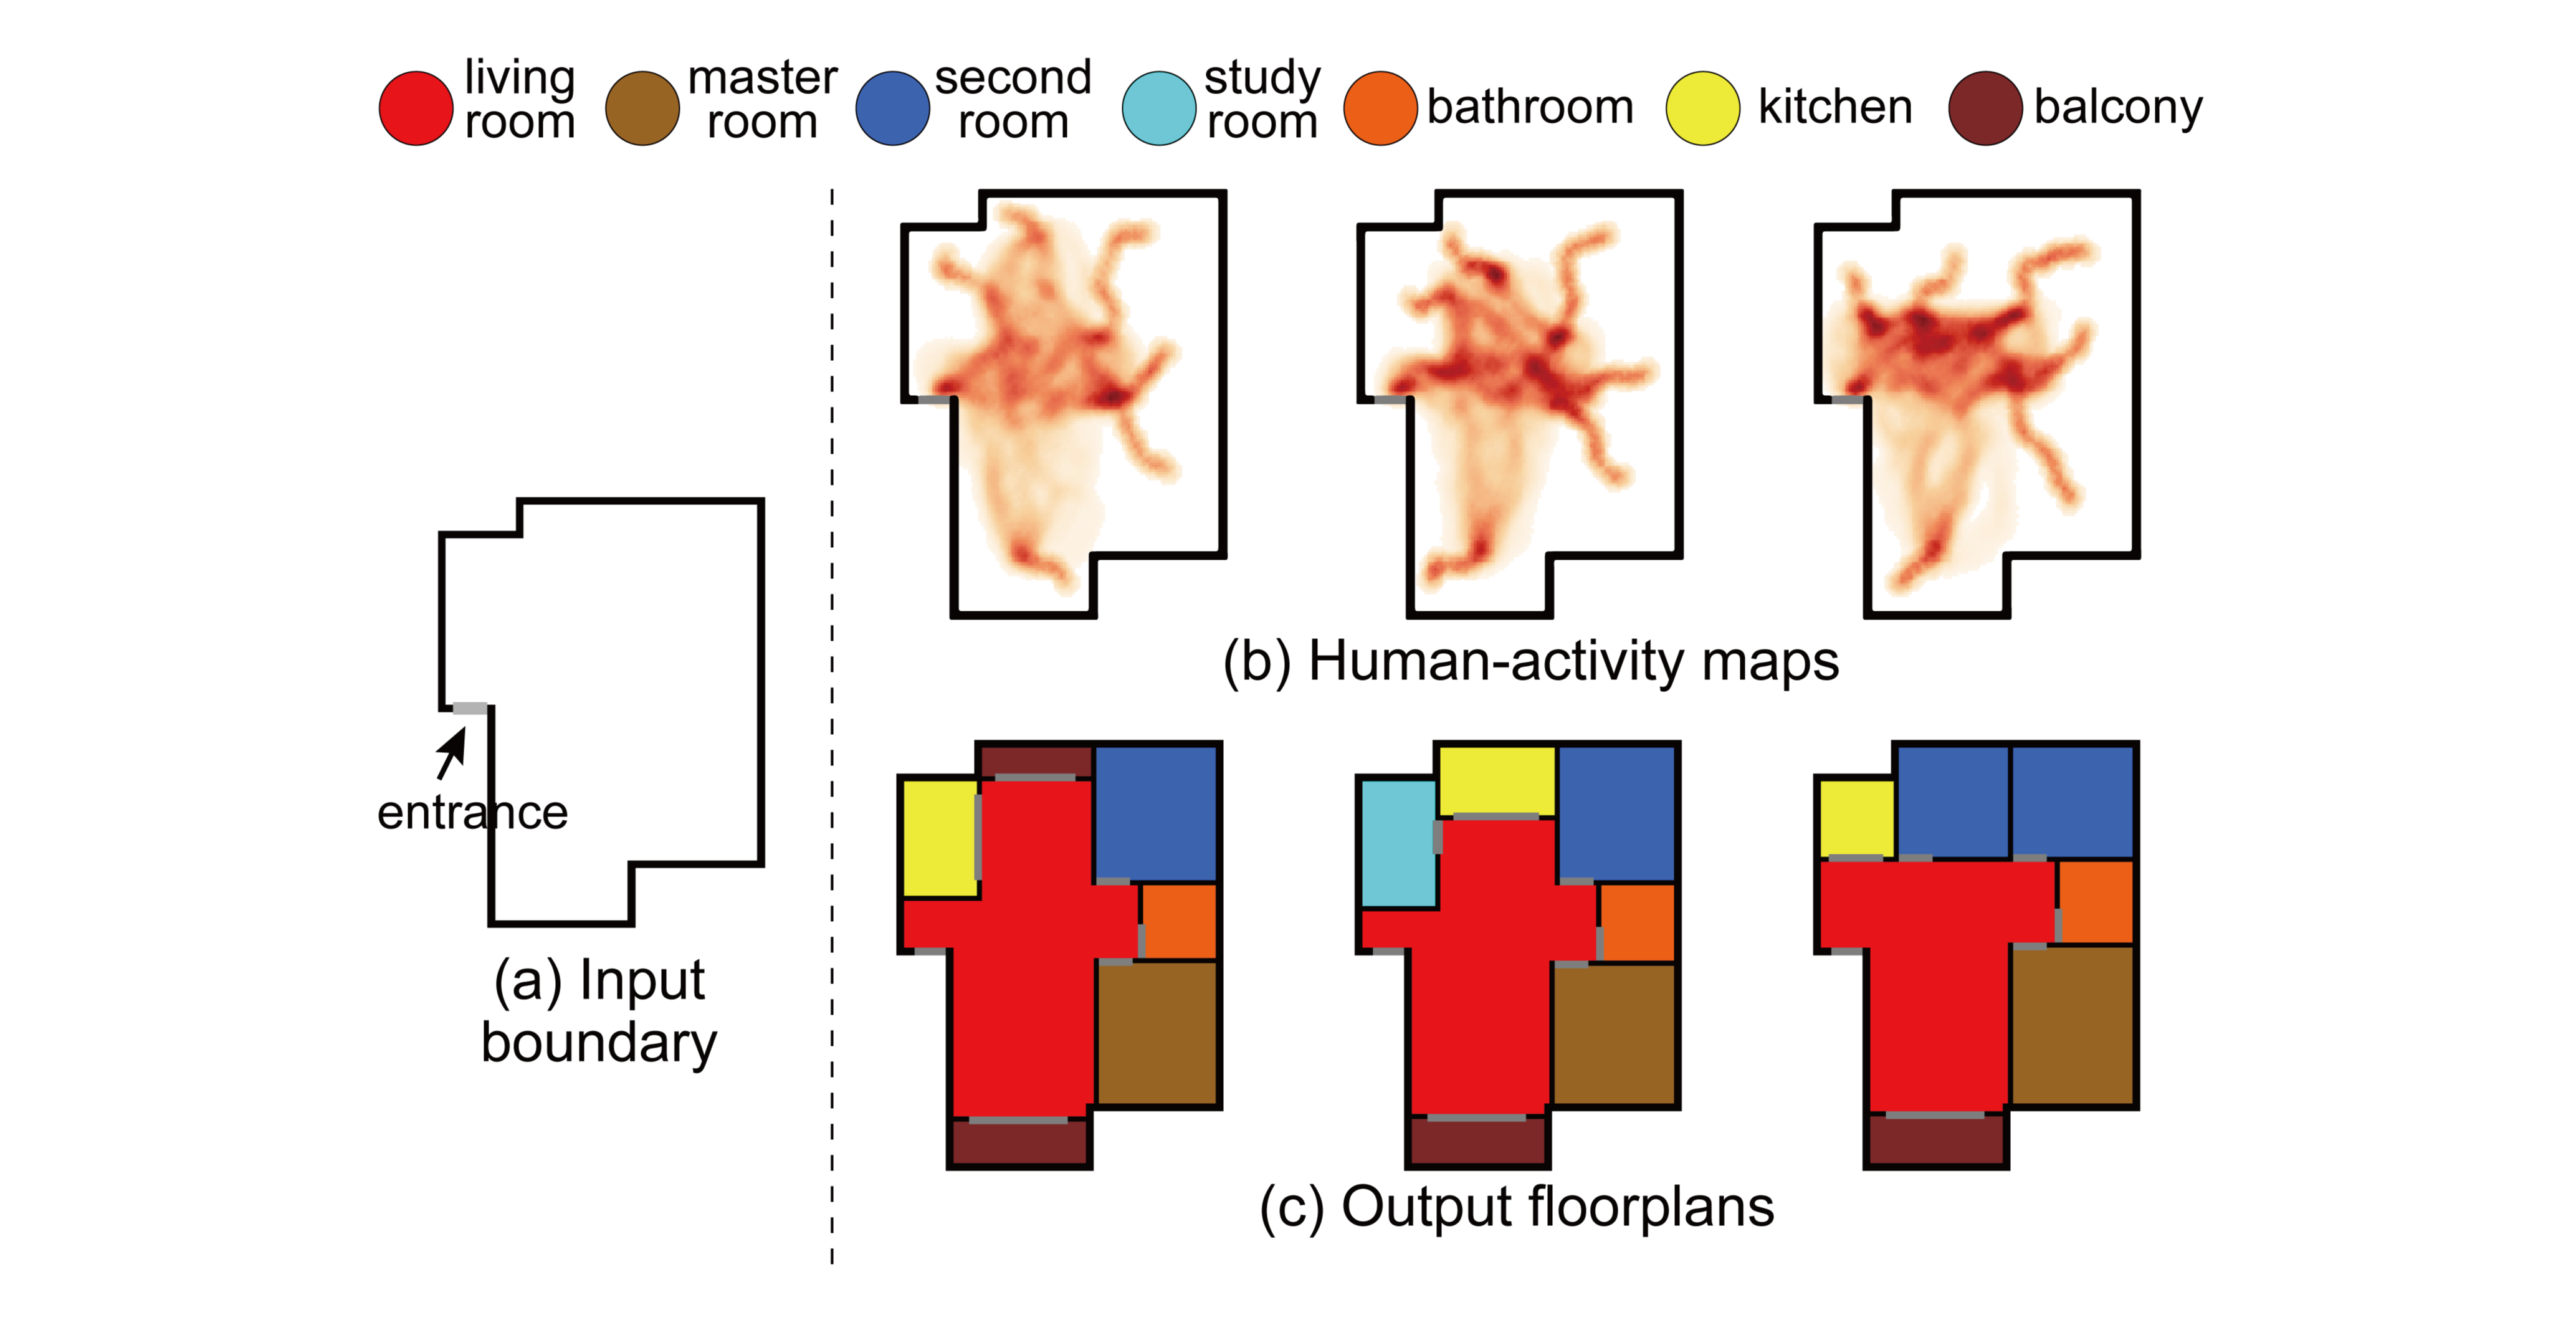 living
room
master
room
second
room
study
room
bathroom
kitchen
balcony
entrance
(a) Input
boundary
(b) Human-activity maps
(c) Output floorplans